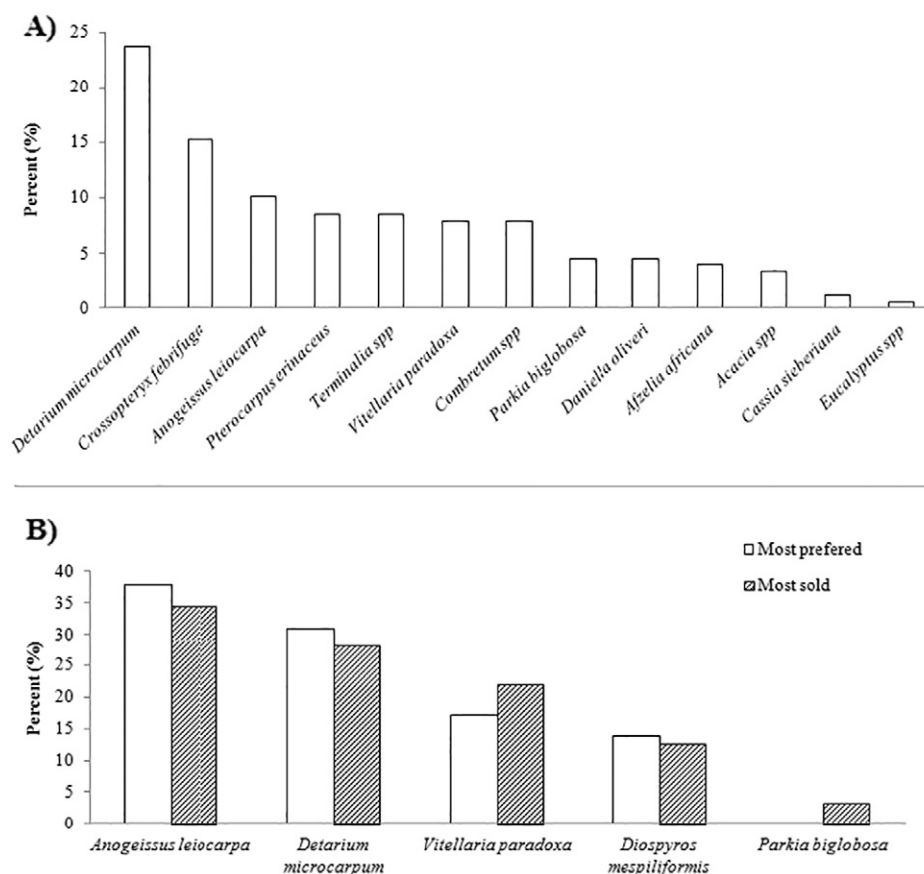 A)
Percent (%)
25
20
15
10
5
0
Detarium microcarpum
Crossopteryx febrifuge
Anogeissus leiocarpa
Pterocarpus erinaceus
Terminalia spp
Vitellaria paradoxa
Combretum spp
Parkia biglobosa
Daniella oliveri
Afzelia africana
Acacia spp
Cassia sieberiana
Eucalyptus spp
B)
Most prefered
Most sold
Percent (%)
40
35
30
25
20
15
10
5
0
Anogeissus leiocarpa
Detarium microcarpum
Vitellaria paradoxa
Diospyros mespiliformis
Parkia biglobosa